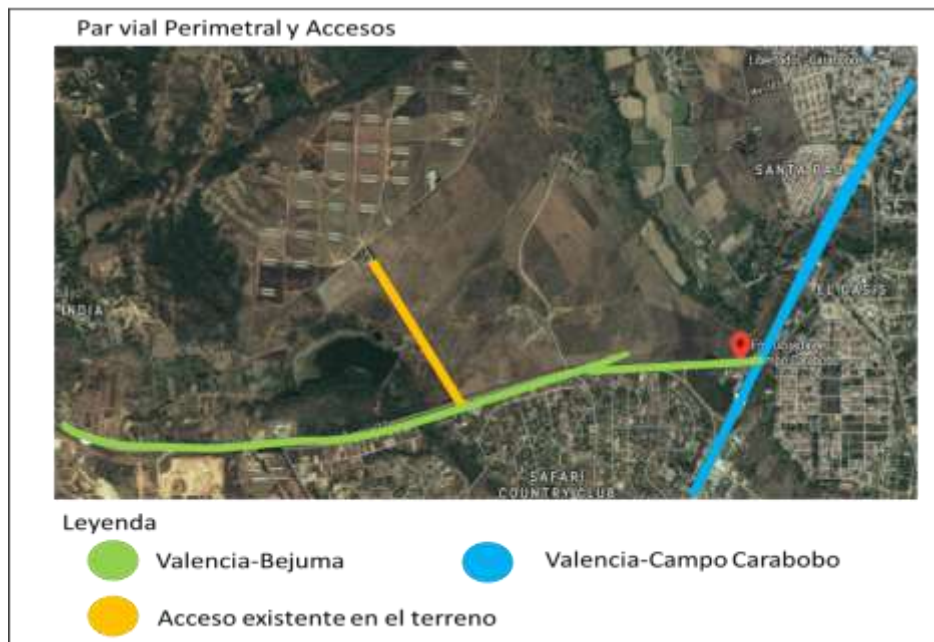 Par vial Perimetral y Accesos
SANTA PAU
EL OASIS
INDIA
SAFARI
COUNTRY CLUB
Leyenda
Valencia-Bejuma
Valencia-Campo Carabobo
Acceso existente en el terreno